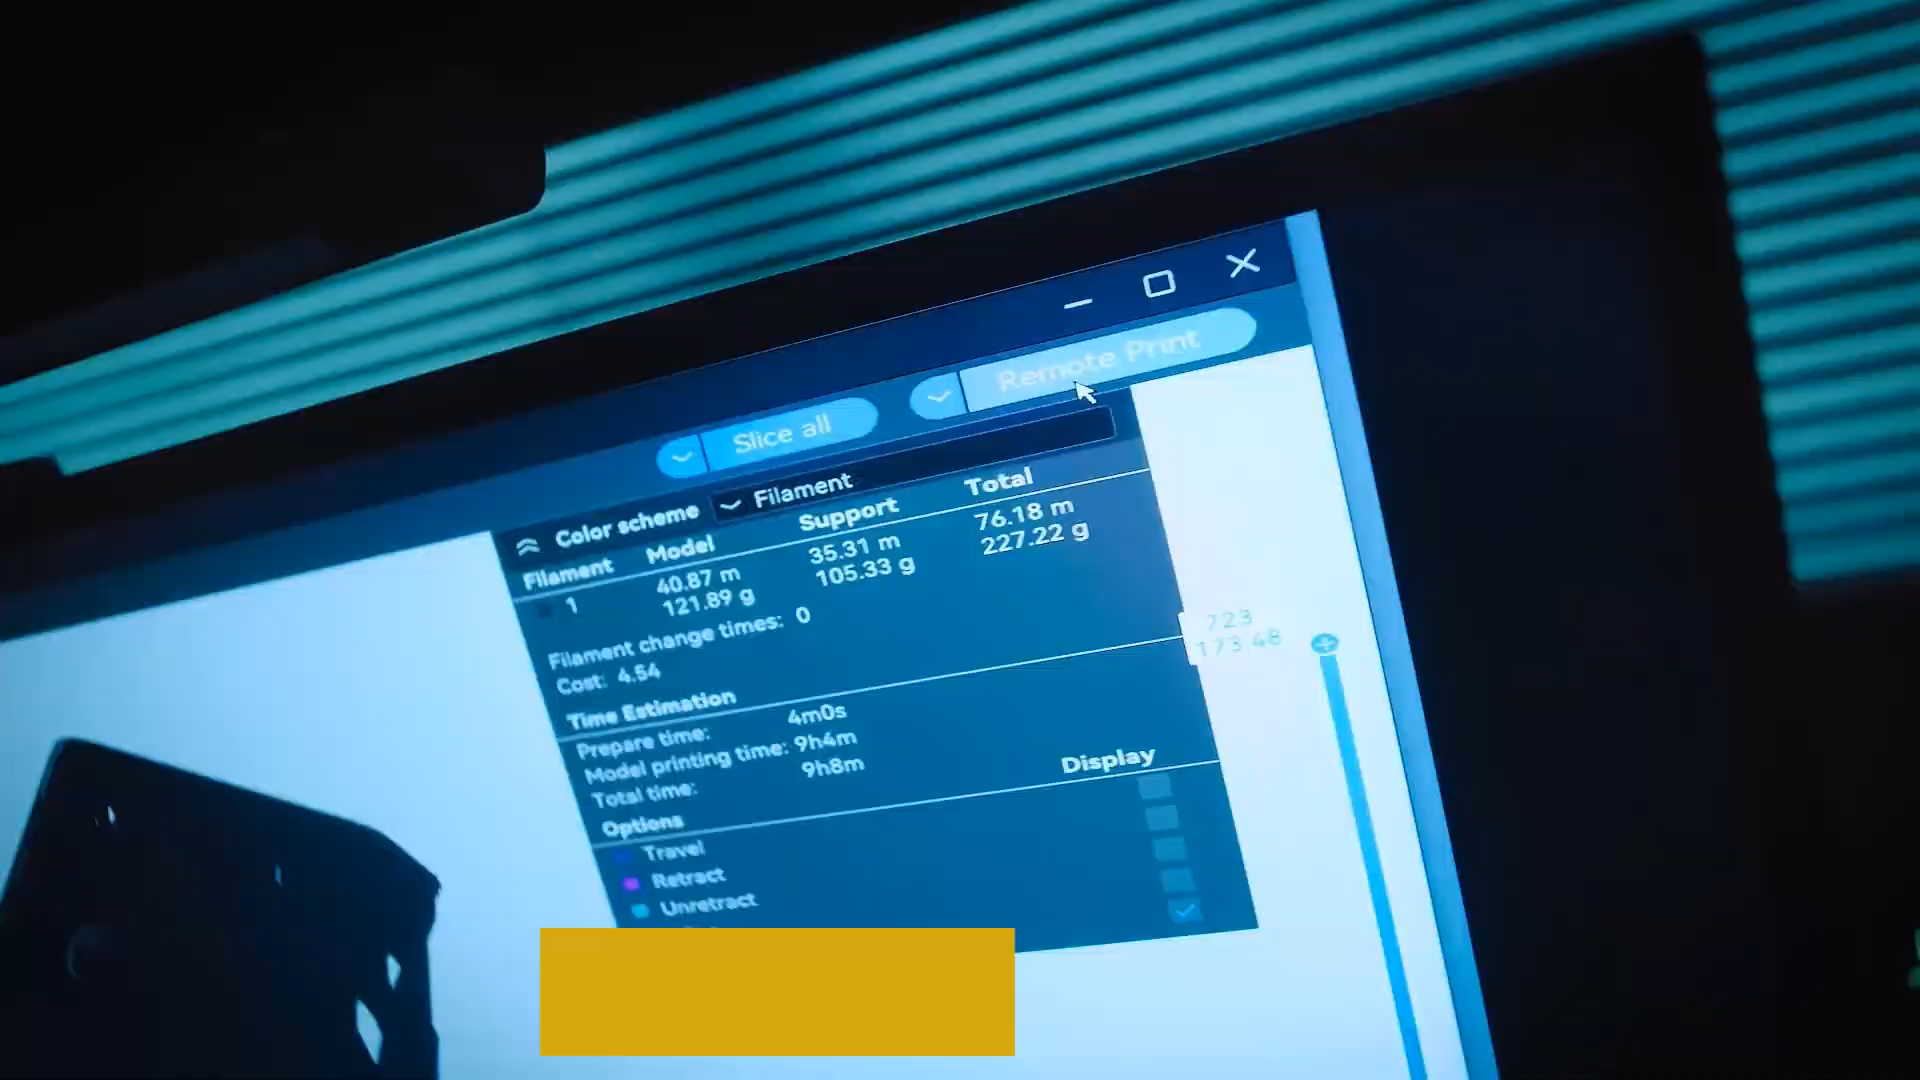 Remote Print
Slice all
Color scheme Filament
Filament Model Support Total
1 40.87 m 35.31 m 76.18 m
121.89 g 105.33 g 227.22 g
Filament change times: 0
Cost: 4.54
723
173.48
Time Estimation
Prepare time: 4m0s
Model printing time: 9h4m
Total time: 9h8m
Options Display
Travel
Retract
Unretract